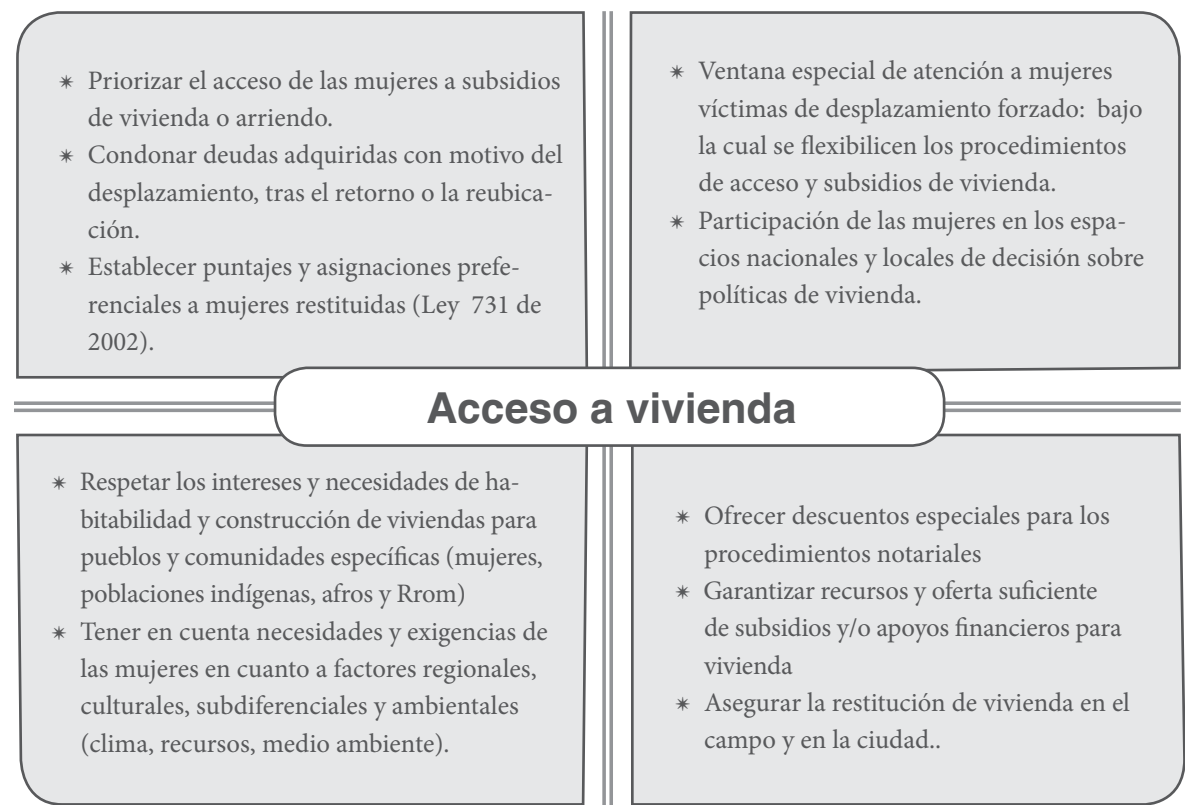 ✴ Priorizar el acceso de las mujeres a subsidios
de vivienda o arriendo.
✴ Condonar deudas adquiridas con motivo del
desplazamiento, tras el retorno o la reubica-
ción.
✴ Establecer puntajes y asignaciones prefe-
renciales a mujeres restituidas (Ley 731 de
2002).
✴ Ventana especial de atención a mujeres
víctimas de desplazamiento forzado: bajo
la cual se flexibilicen los procedimientos
de acceso y subsidios de vivienda.
✴ Participación de las mujeres en los espa-
cios nacionales y locales de decisión sobre
políticas de vivienda.
Acceso a vivienda
✴ Respetar los intereses y necesidades de ha-
bitabilidad y construcción de viviendas para
pueblos y comunidades específicas (mujeres,
poblaciones indígenas, afros y Rrom)
✴ Tener en cuenta necesidades y exigencias de
las mujeres en cuanto a factores regionales,
culturales, subdiferenciales y ambientales
(clima, recursos, medio ambiente).
✴ Ofrecer descuentos especiales para los
procedimientos notariales
✴ Garantizar recursos y oferta suficiente
de subsidios y/o apoyos financieros para
vivienda
✴ Asegurar la restitución de vivienda en el
campo y en la ciudad..